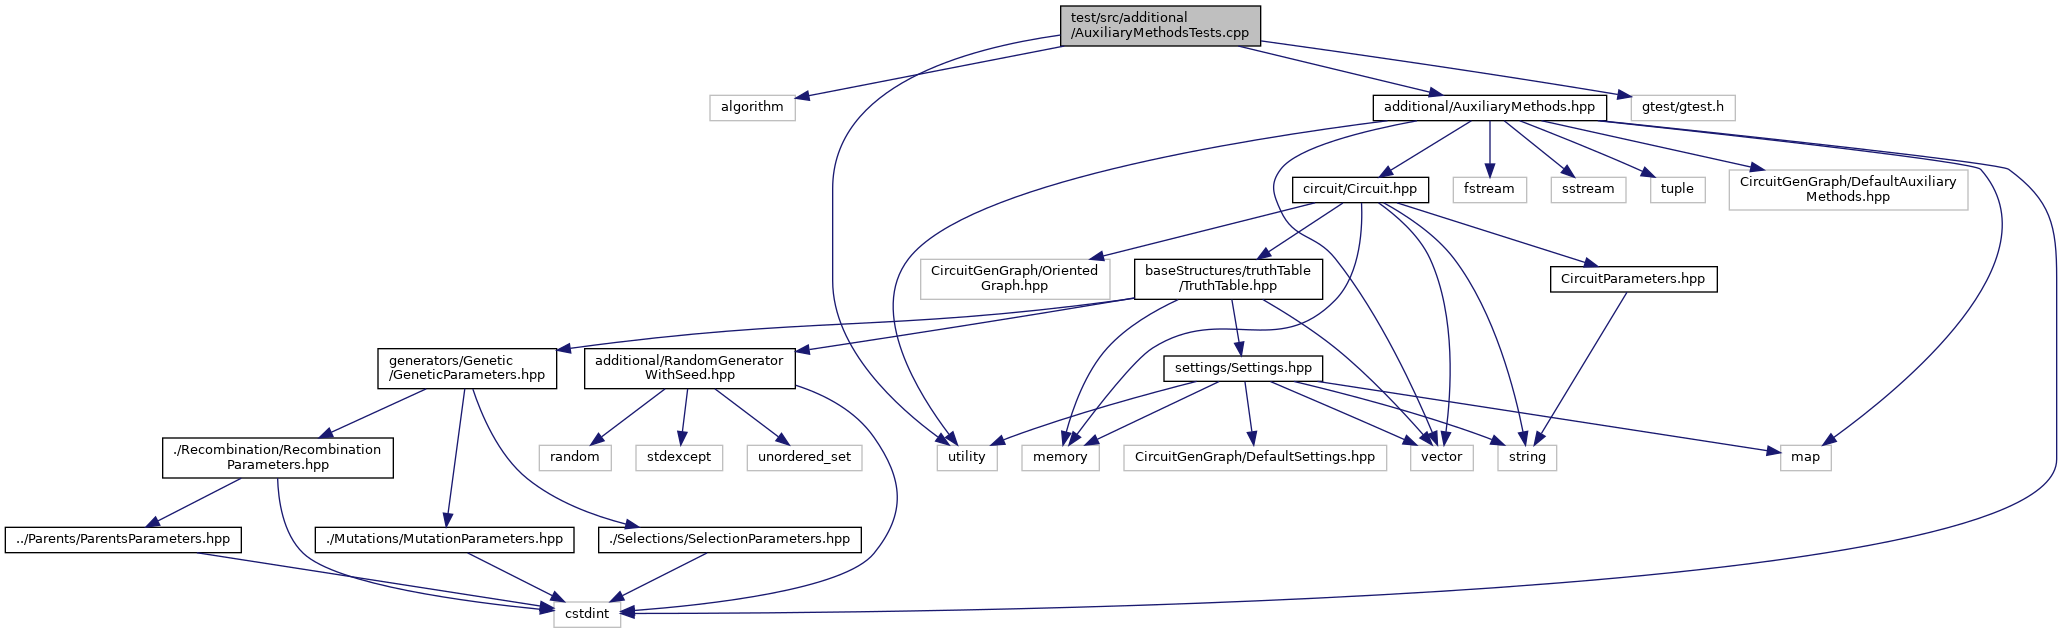 test/src/additional
/AuxiliaryMethodsTests.cpp
algorithm
additional/AuxiliaryMethods.hpp
gtest/gtest.h
circuit/Circuit.hpp
fstream
sstream
tuple
CircuitGenGraph/DefaultAuxiliary
Methods.hpp
CircuitGenGraph/Oriented
Graph.hpp
baseStructures/truthTable
/TruthTable.hpp
CircuitParameters.hpp
generators/Genetic
/GeneticParameters.hpp
additional/RandomGenerator
WithSeed.hpp
settings/Settings.hpp
./Recombination/Recombination
Parameters.hpp
random
stdexcept
unordered_set
utility
memory
CircuitGenGraph/DefaultSettings.hpp
vector
string
map
../Parents/ParentsParameters.hpp
./Mutations/MutationParameters.hpp
./Selections/SelectionParameters.hpp
cstdint